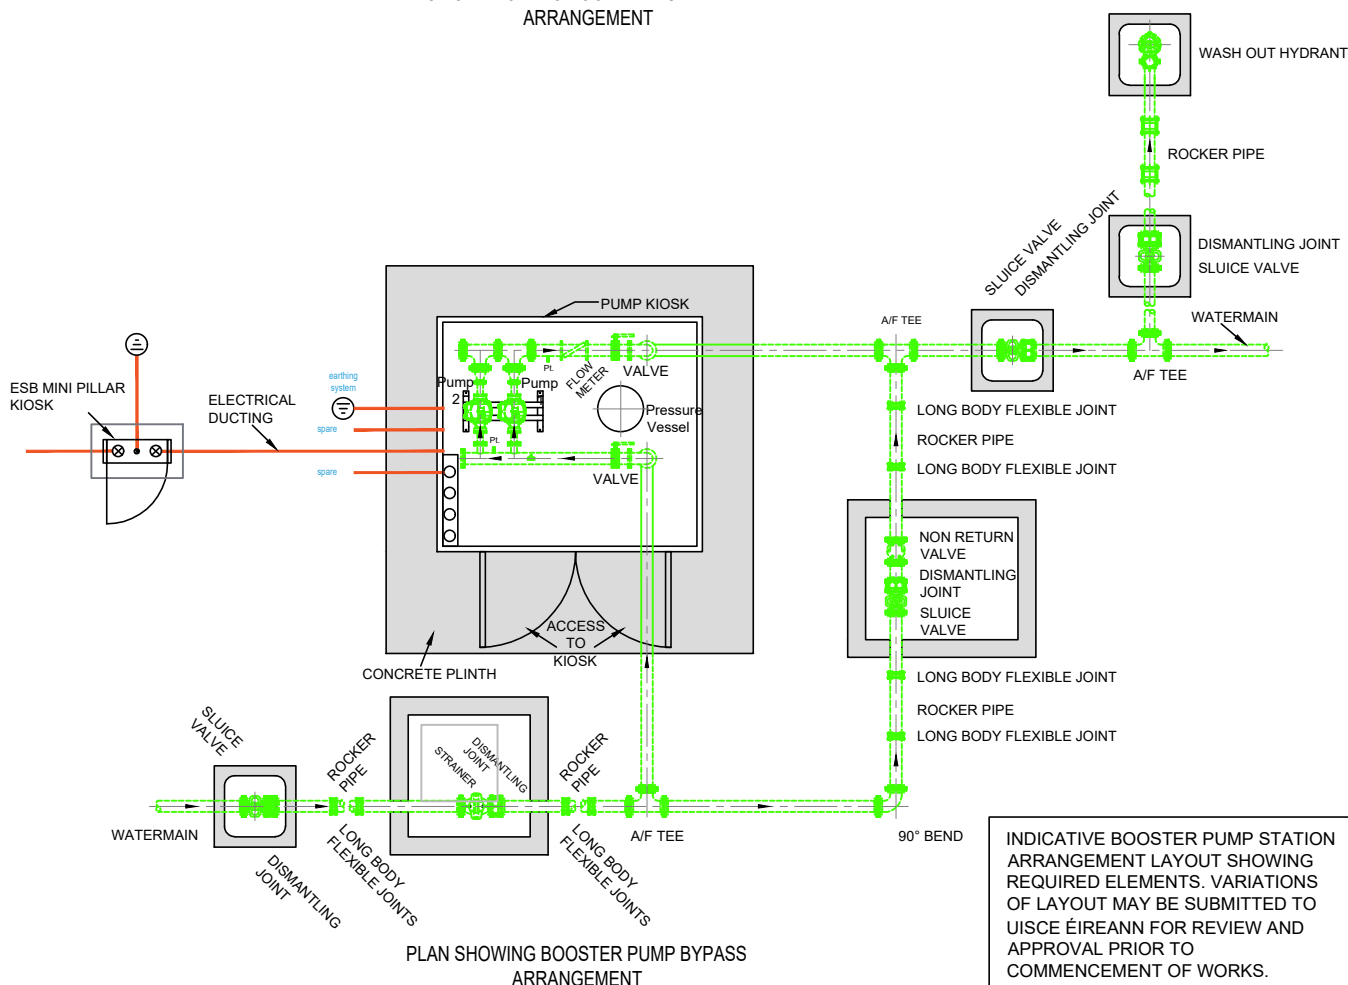 ARRANGEMENT
WASH OUT HYDRANT
ROCKER PIPE
SLUICE VALVE
DISMANTLING JOINT
DISMANTLING JOINT
SLUICE VALVE
WATERMAIN
A/F TEE
A/F TEE
PUMP KIOSK
ESB MINI PILLAR
KIOSK
ELECTRICAL
DUCTING
earthing
system
spare
spare
Pump
2
Pump
Pt.
Pt.
FLOW
METER
VALVE
Pressure
Vessel
VALVE
LONG BODY FLEXIBLE JOINT
ROCKER PIPE
LONG BODY FLEXIBLE JOINT
NON RETURN
VALVE
DISMANTLING
JOINT
SLUICE
VALVE
LONG BODY FLEXIBLE JOINT
ROCKER PIPE
LONG BODY FLEXIBLE JOINT
ACCESS
TO
KIOSK
CONCRETE PLINTH
SLUICE
VALVE
ROCKER
PIPE
STRAINER
DISMANTLING
JOINT
ROCKER
PIPE
WATERMAIN
DISMANTLING
JOINT
LONG BODY
FLEXIBLE JOINTS
LONG BODY
FLEXIBLE JOINTS
A/F TEE
90° BEND
PLAN SHOWING BOOSTER PUMP BYPASS
ARRANGEMENT
INDICATIVE BOOSTER PUMP STATION
ARRANGEMENT LAYOUT SHOWING
REQUIRED ELEMENTS. VARIATIONS
OF LAYOUT MAY BE SUBMITTED TO
UISCE ÉIREANN FOR REVIEW AND
APPROVAL PRIOR TO
COMMENCEMENT OF WORKS.